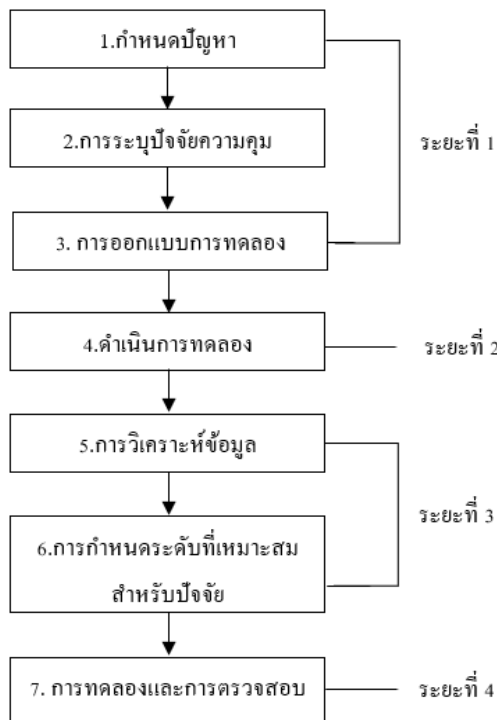 1.กำหนดปัญหา
ระยะที่ 1
2.การระบุปัจจัยความคุม
3. การออกแบบการทดลอง
4.ดำเนินการทดลอง
ระยะที่ 2
5.การวิเคราะห์ข้อมูล
ระยะที่ 3
6.การกำหนดระดับที่เหมาะสม
สำหรับปัจจัย
7. การทดลองและการตรวจสอบ
ระยะที่ 4